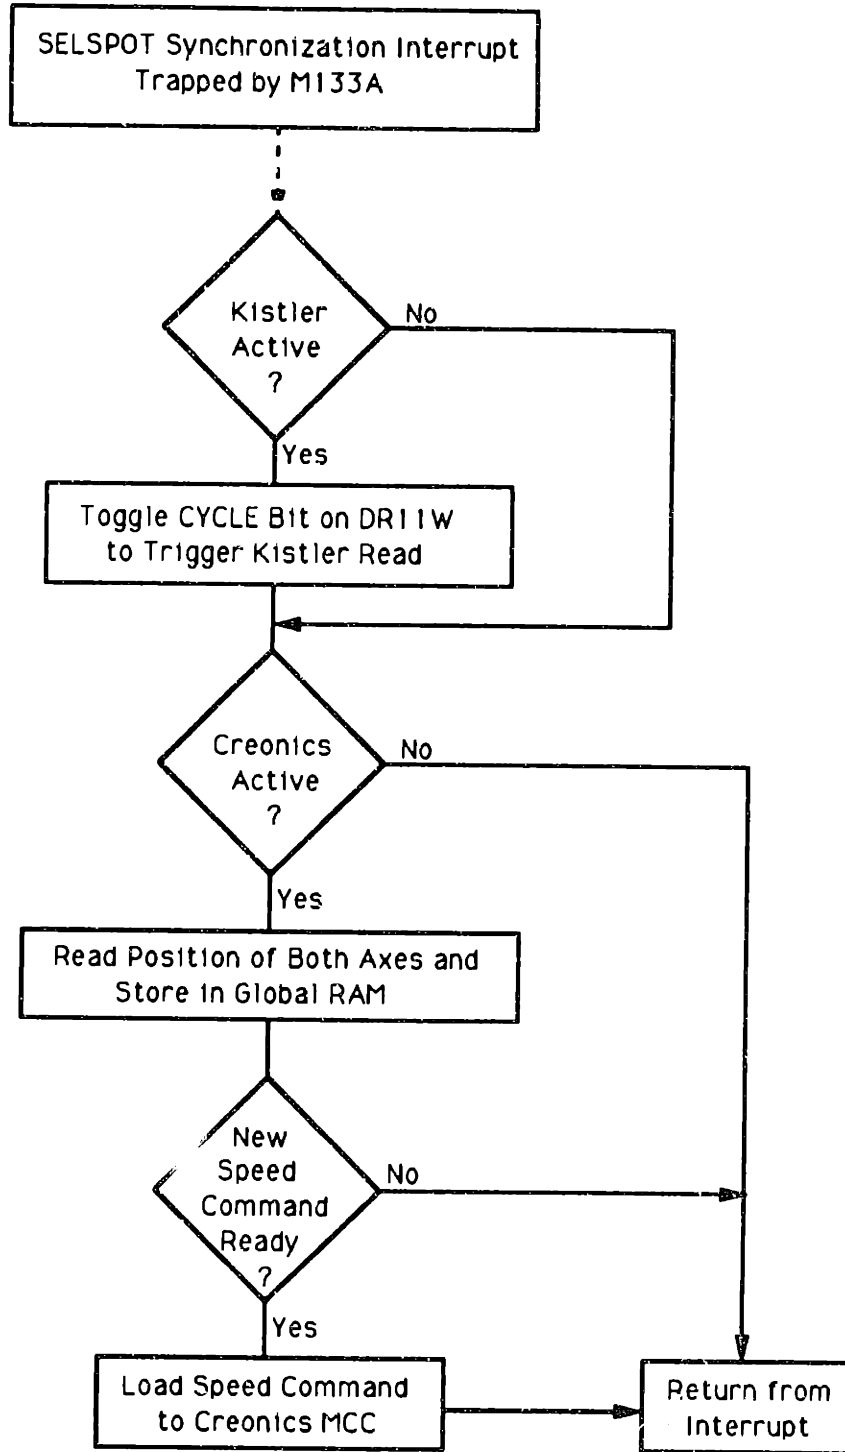 SELSPOT Synchronization Interrupt
Trapped by M133A
Kistler
Active
?
No
Yes
Toggle CYCLE Bit on DR11W
to Trigger Kistler Read
Creonics
Active
?
No
Yes
Read Position of Both Axes and
Store in Global RAM
New
Speed
Command
Ready
?
No
Yes
Load Speed Command
to Creonics MCC
Return from
Interrupt